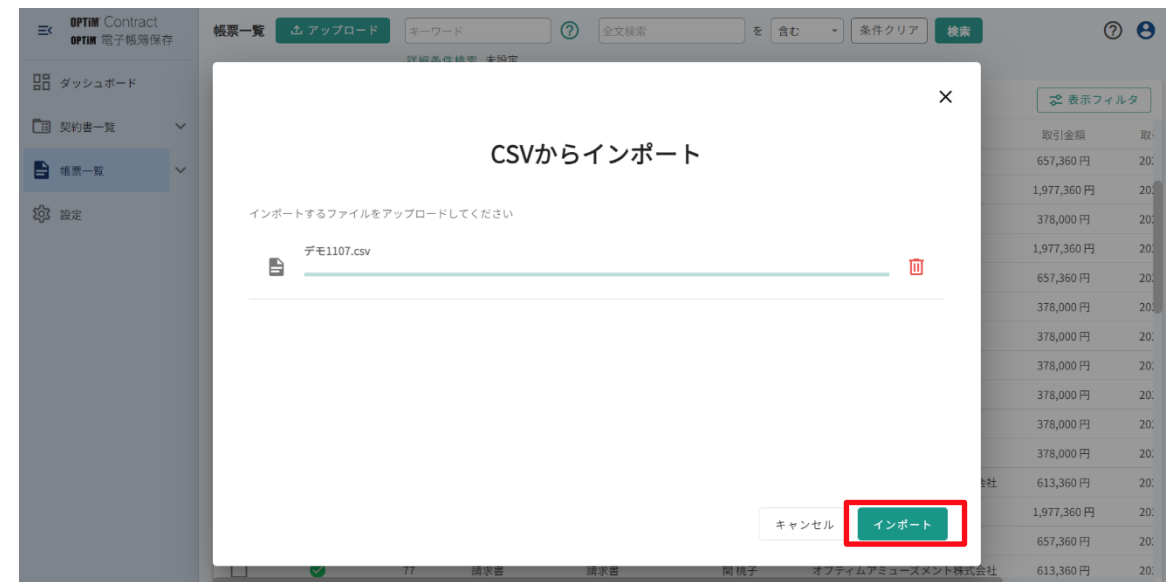 OPTiM Contract
OPTiM 電子帳簿保存
帳票一覧
アップロード
キーワード
全文検索
を
含む
条件クリア
検索
詳細条件検索 未設定
ダッシュボード
契約書一覧
帳票一覧
設定
表示フィルタ
取引金額
657,360 円
1,977,360 円
378,000 円
1,977,360 円
657,360 円
378,000 円
378,000 円
378,000 円
378,000 円
378,000 円
378,000 円
613,360 円
1,977,360 円
657,360 円
CSVからインポート
インポートするファイルをアップロードしてください
デモ1107.csv
キャンセル
インポート
77 請求書 請求書 関 桃子 オプティムアミューズメント株式会社 613,360 円